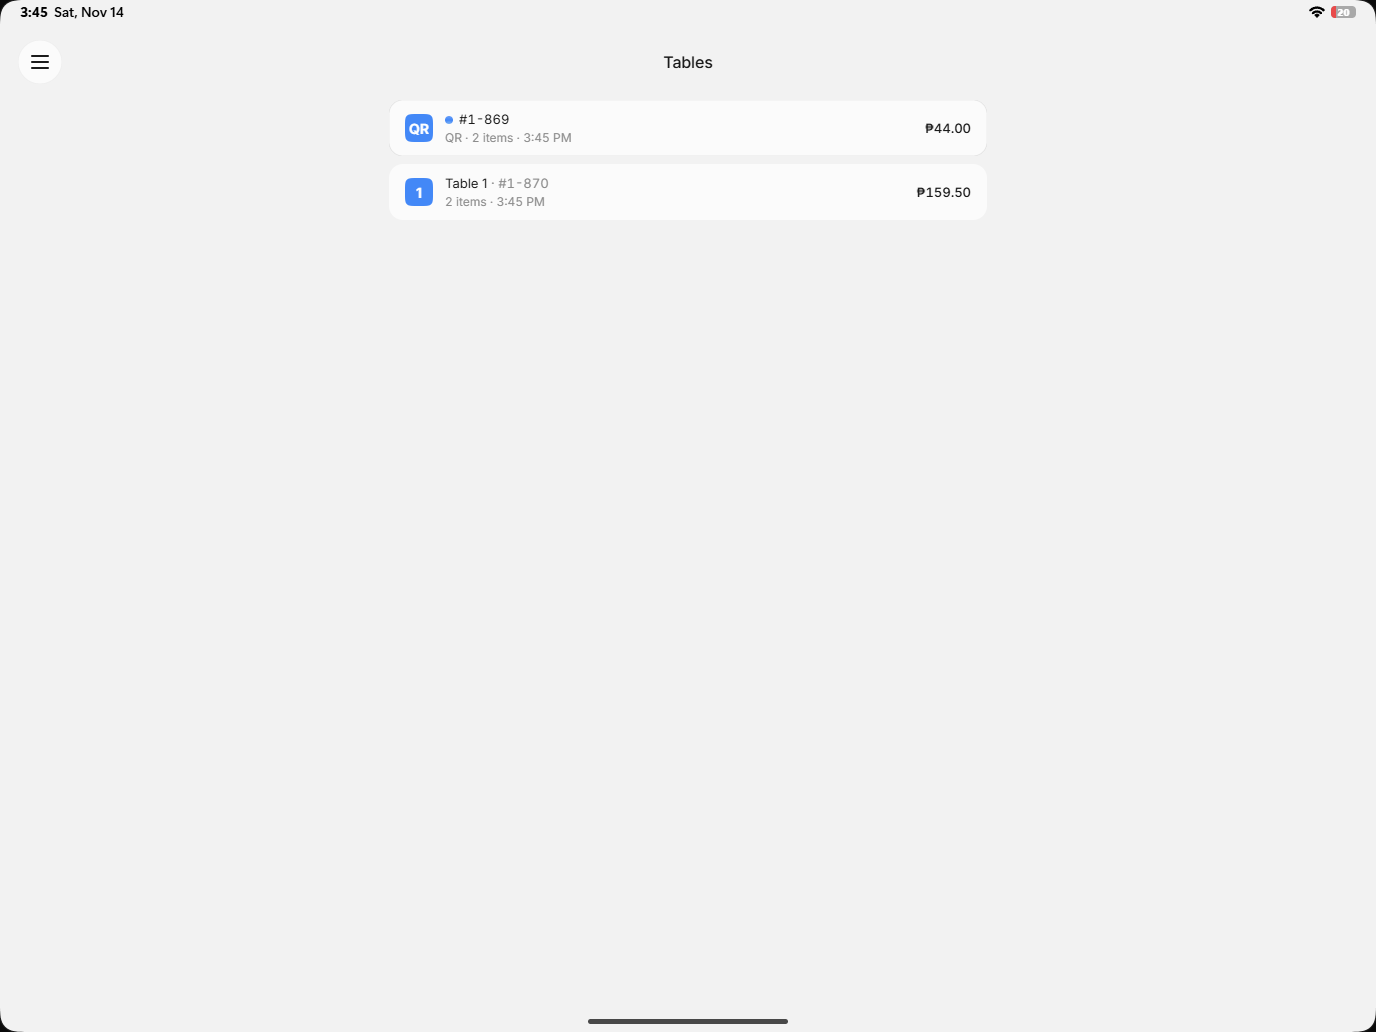 3:45 Sat, Nov 14
20
Tables
QR
#1-869
QR · 2 items · 3:45 PM
₱44.00
1
Table 1 · #1-870
2 items · 3:45 PM
₱159.50